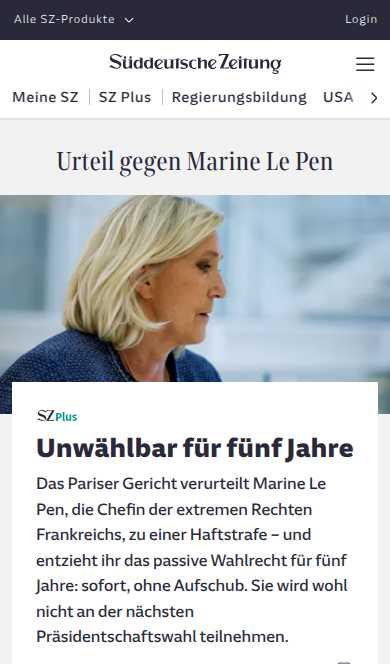 Alle SZ-Produkte
Login
Süddeutsche Zeitung
Meine SZ
SZ Plus
Regierungsbildung
USA
Urteil gegen Marine Le Pen
SZ Plus
Unwählbar für fünf Jahre
Das Pariser Gericht verurteilt Marine Le
Pen, die Chefin der extremen Rechten
Frankreichs, zu einer Haftstrafe – und
entzieht ihr das passive Wahlrecht für fünf
Jahre: sofort, ohne Aufschub. Sie wird wohl
nicht an der nächsten
Präsidentschaftswahl teilnehmen.